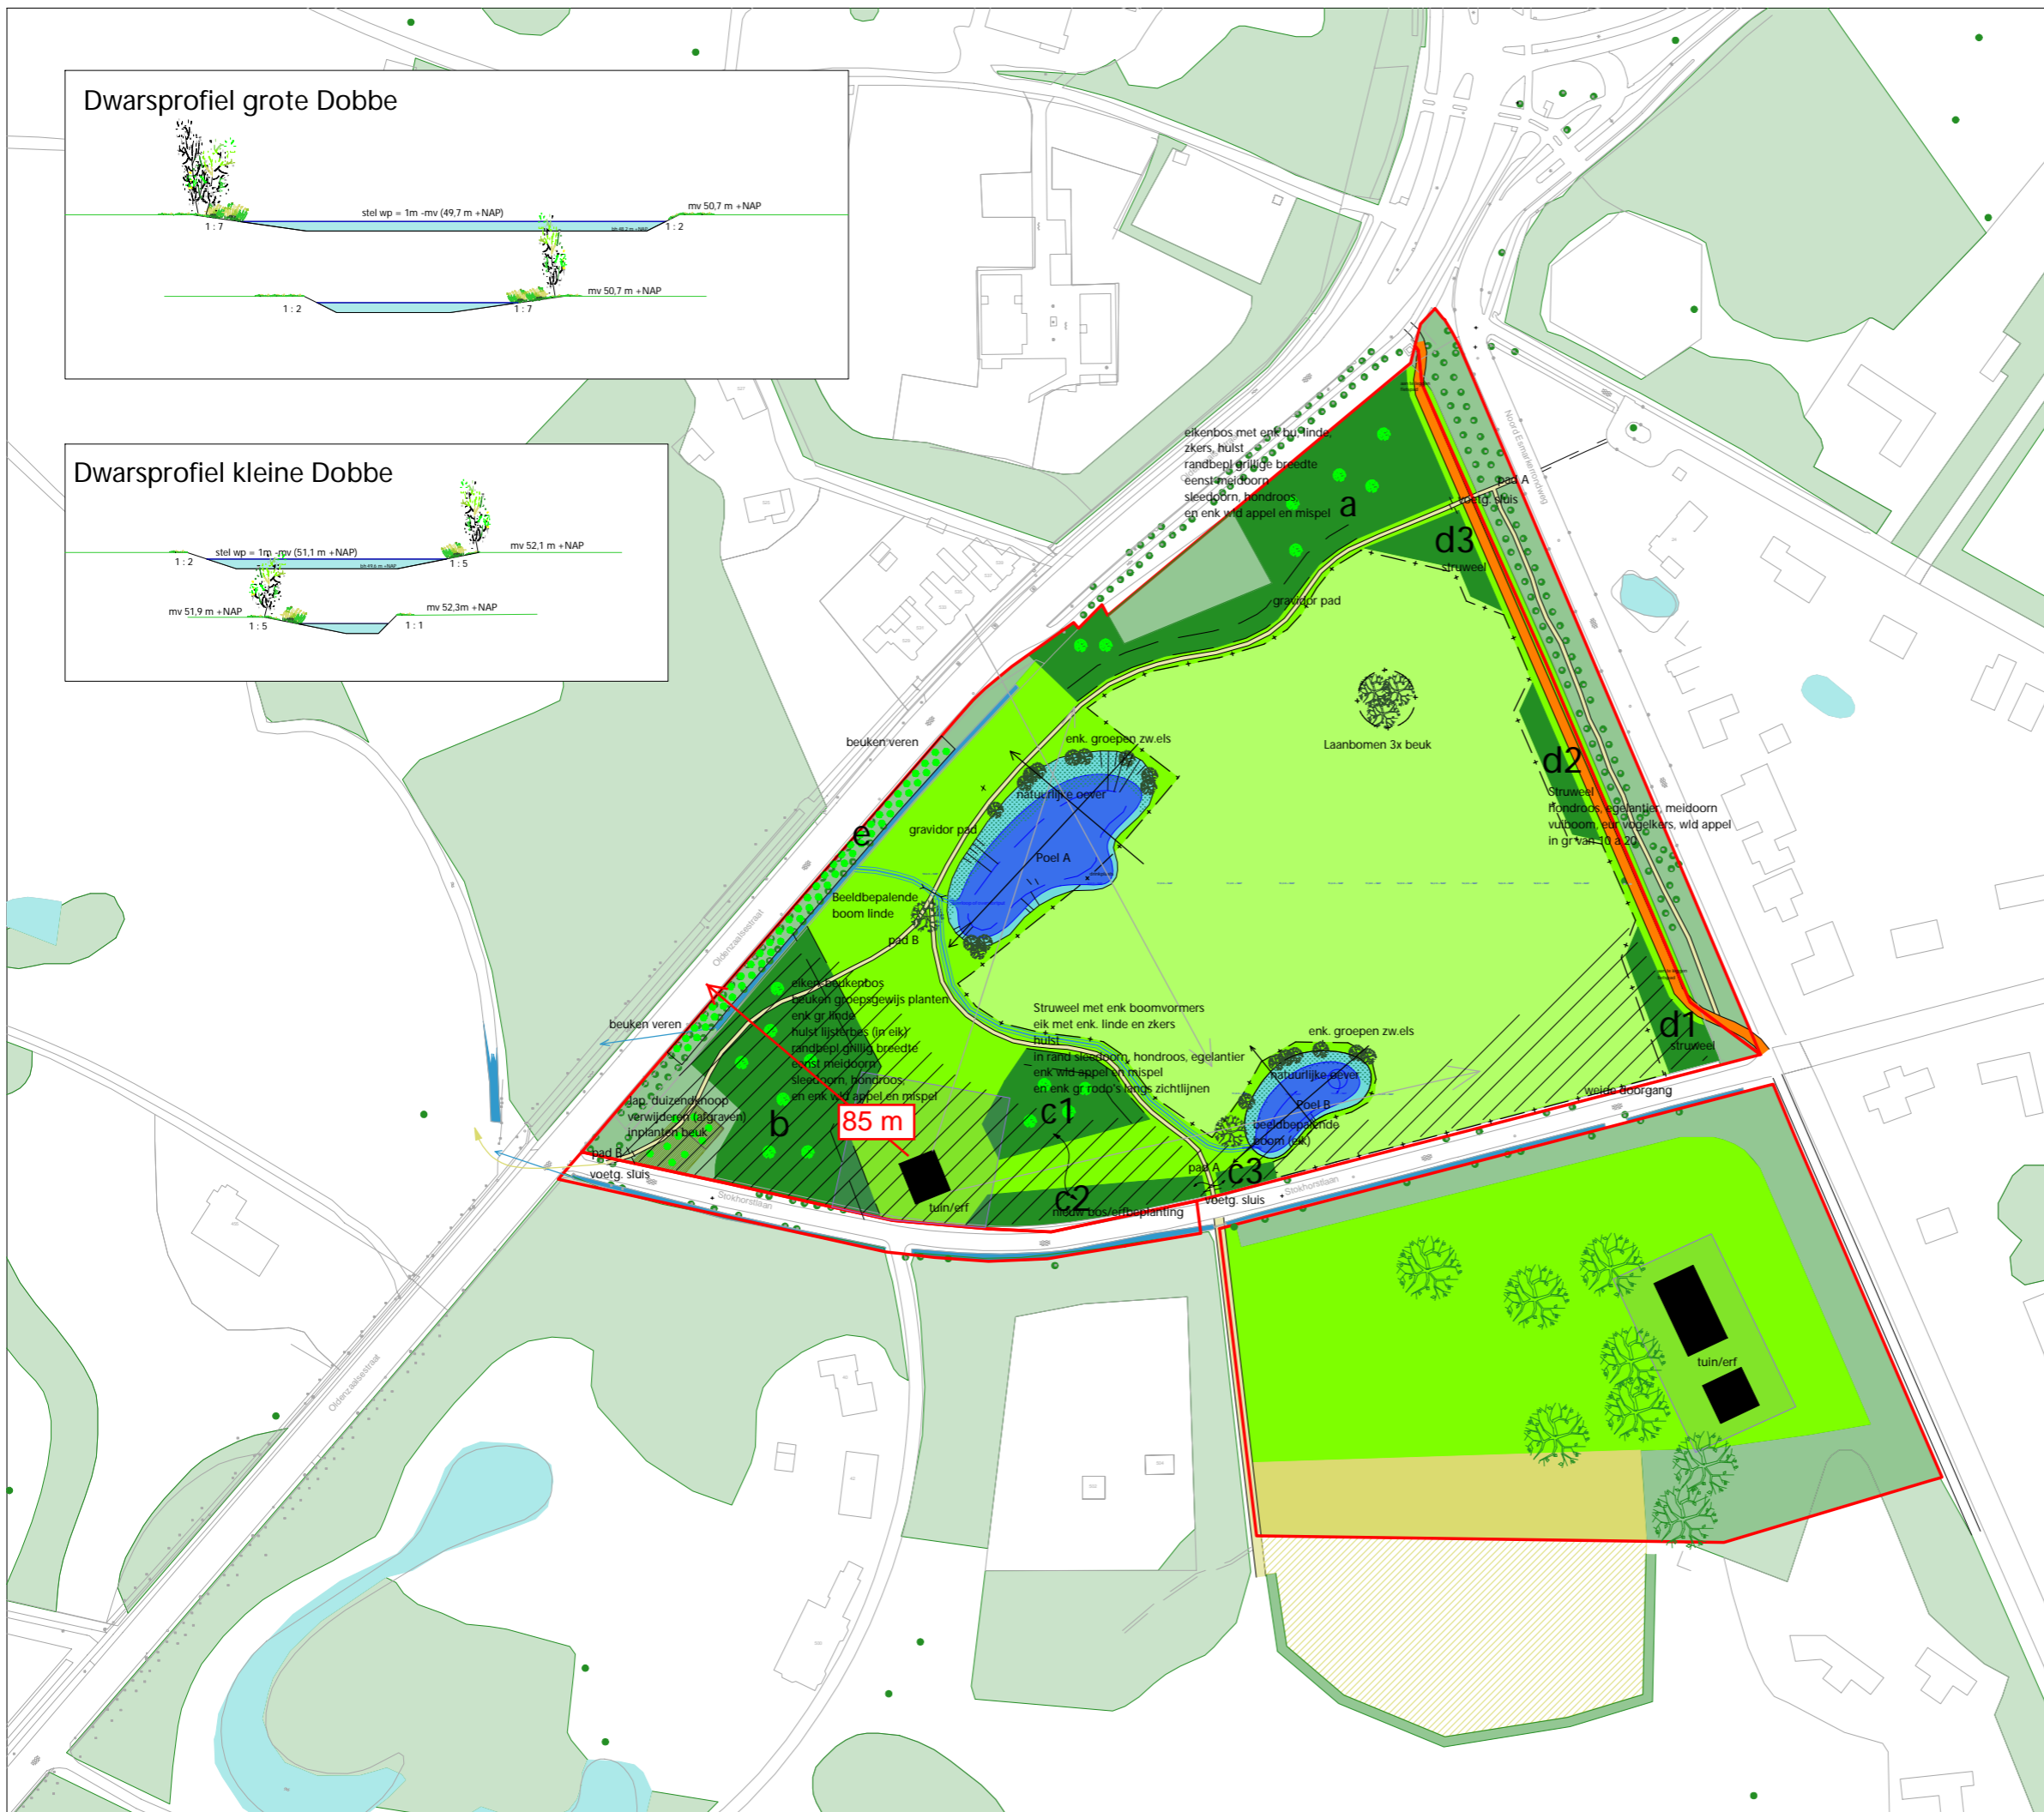 Dwarsprofiel grote Dobbe
stel wp = 1m -mv (49,7 m +NAP)
mv 50,7 m +NAP
1 : 7
1 : 2
mv 50,7 m +NAP
1 : 2
1 : 7
Dwarsprofiel kleine Dobbe
stel wp = 1m -mv (51,1 m +NAP)
mv 52,1 m +NAP
1 : 2
1 : 5
mv 51,9 m +NAP
mv 52,3m +NAP
1 : 5
1 : 1
eikenbos met enk bu, linde,
zkers, hulst
randbepl grillige breedte
eenst meidoorn
sleedoorn, hondroos,
en enk wld appel en mispel
a
Noord Esmarkerrondweg
pad A
voetg. sluis
d3
struweel
gravidor pad
Laanbomen 3x beuk
d2
Struweel
hondroos, egelantier, meidoorn
vuilboom, eur vogelkers, wld appel
in gr van 10 a 20
beuken veren
enk. groepen zw.els
natuurlijke oever
gravidor pad
Poel A
e
Beeldbepalende
boom linde
pad B
Oldenzaalsestraat
eiken-beukenbos
beuken groepsgewijs planten
enk gr linde
hulst lijsterbes (in eik)
randbepl grillig breedte
eenst meidoorn
sleedoorn, hondroos,
en enk wld appel en mispel
beuken veren
Struweel met enk boomvormers
eik met enk. linde en zkers
hulst
in rand sleedoorn, hondroos, egelantier
enk wld appel en mispel
en enk gr rodo's langs zichtlijnen
enk. groepen zw.els
natuurlijke oever
Poel B
beeldbepalende
boom (eik)
d1
struweel
weide doorgang
jap. duizendknoop
verwijderen (afgraven)
inplanten beuk
b
85 m
c1
pad B
voetg. sluis
pad A
c3
voetg. sluis
c2
tuin/erf
nieuw bos/erfbeplanting
Stokhorstlaan
Stokhorstlaan
tuin/erf
Oldenzaalsestraat